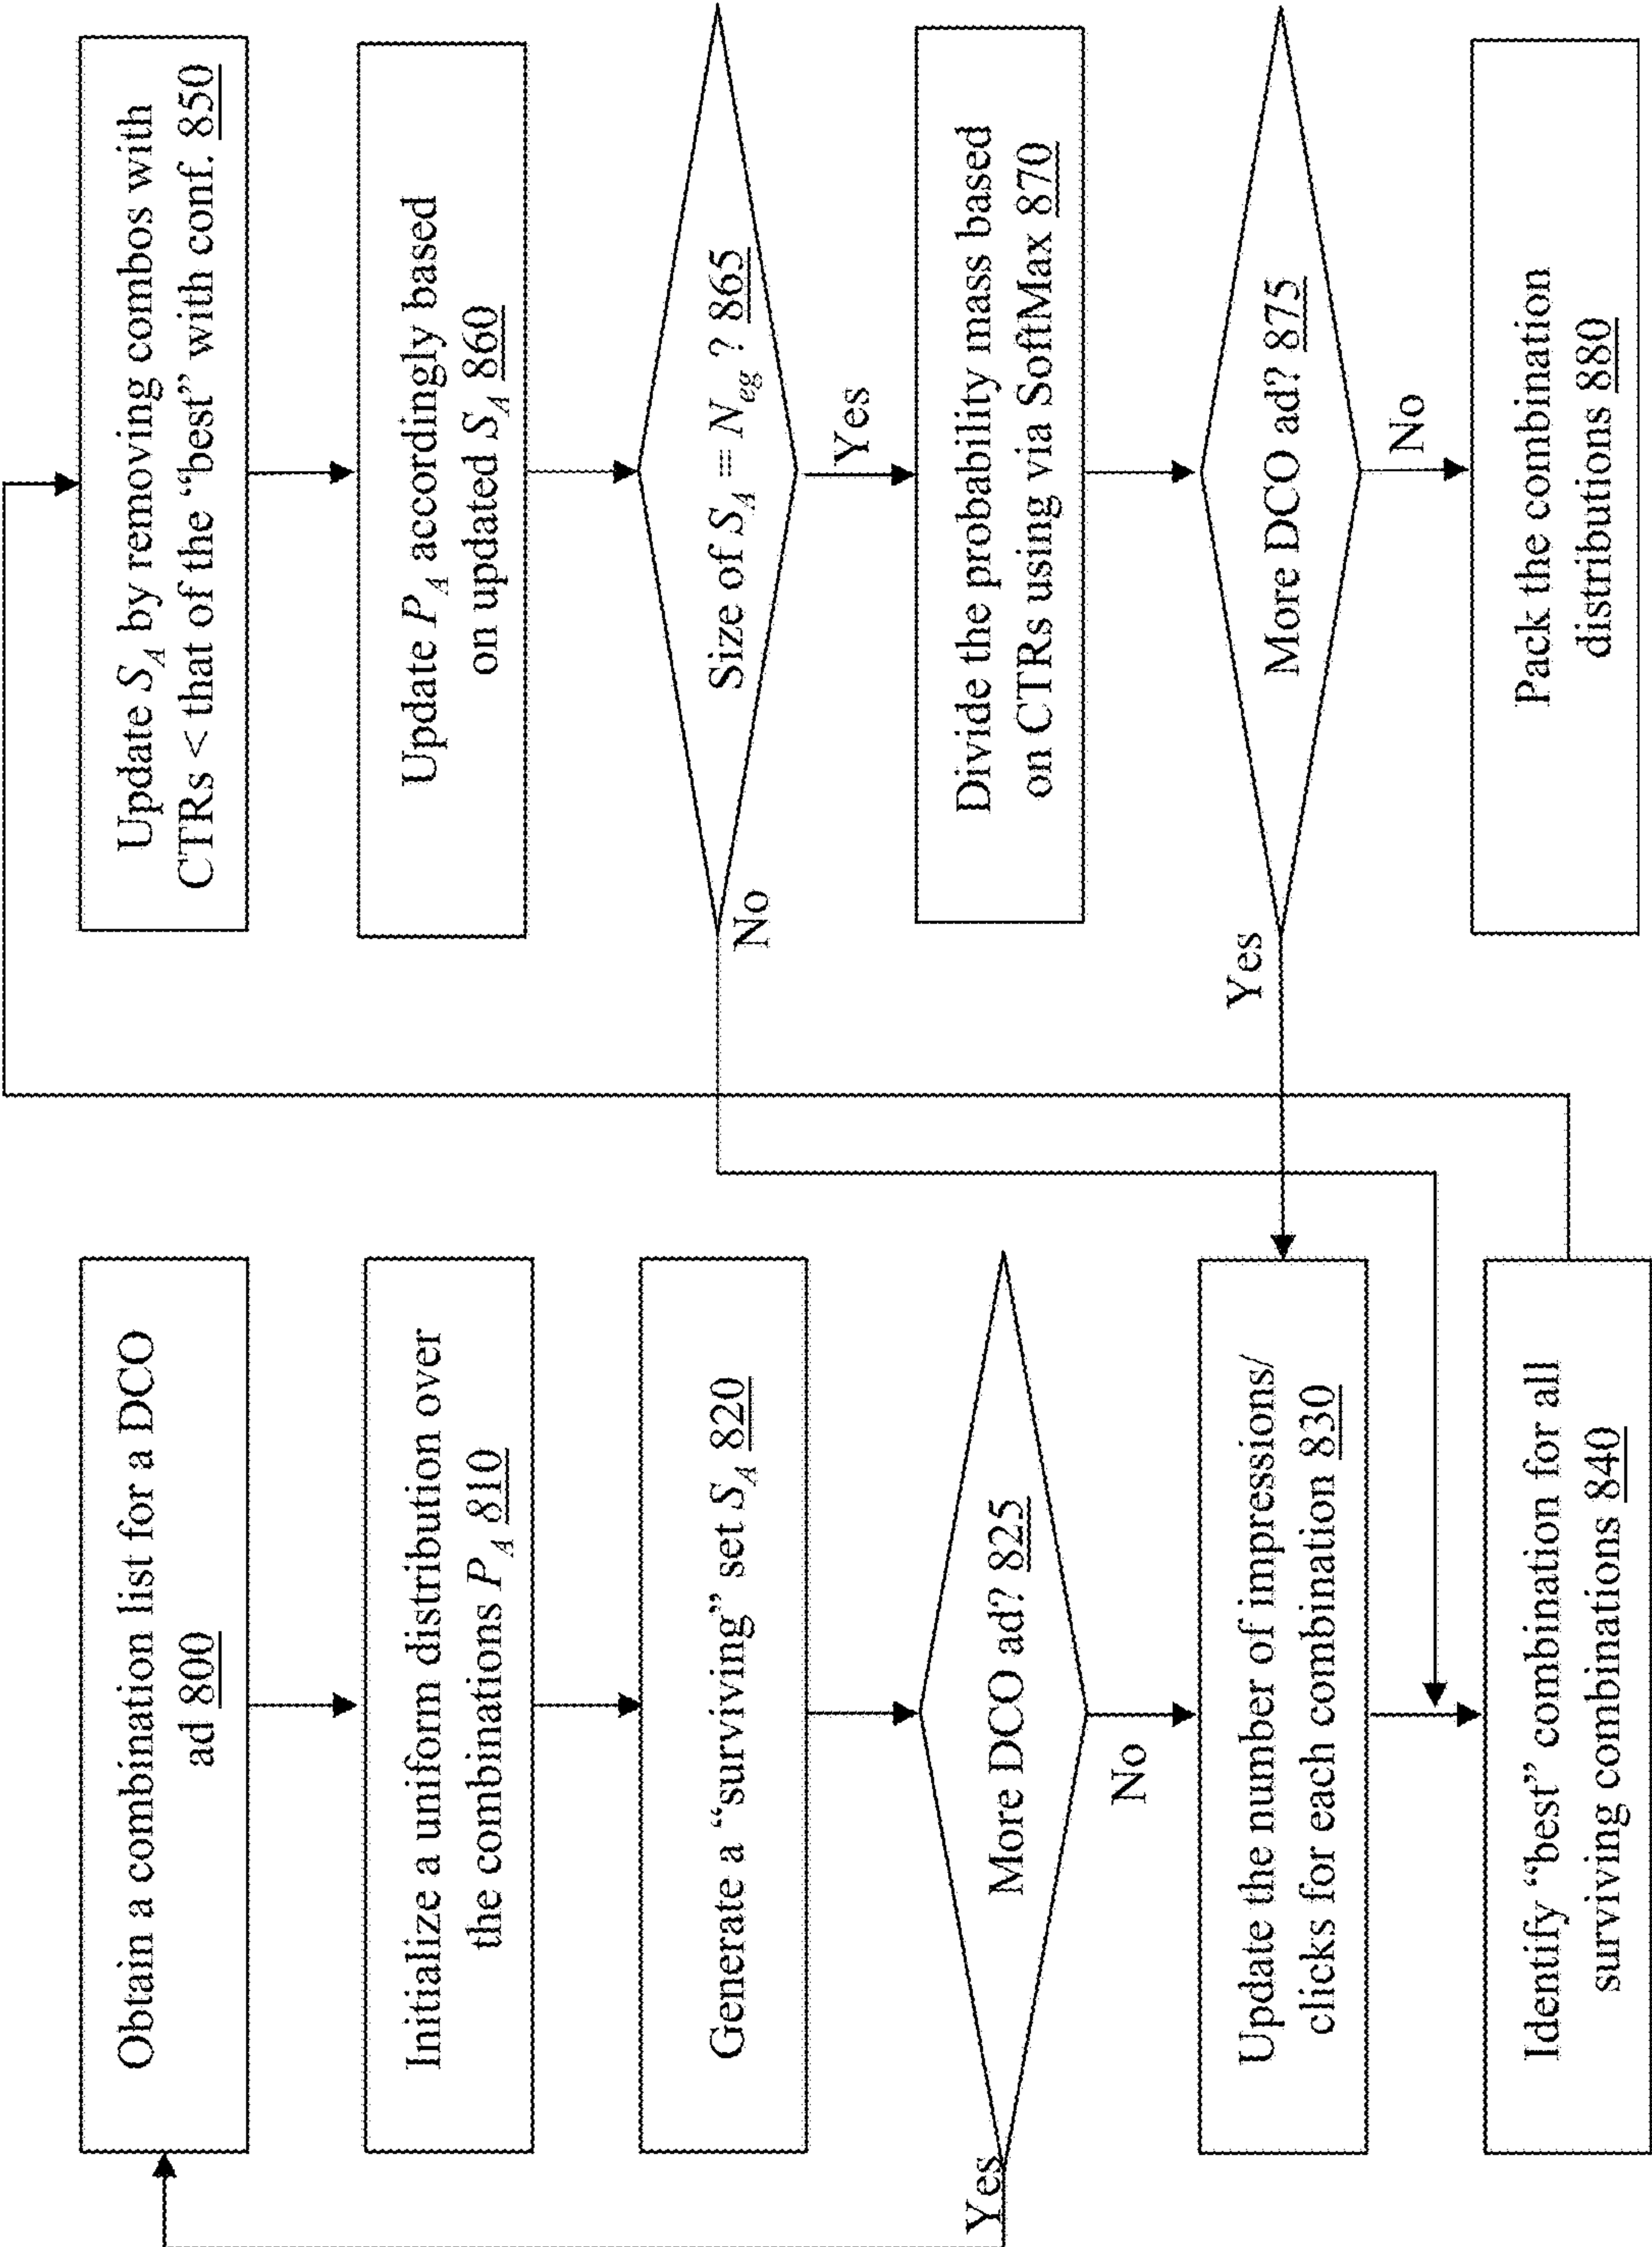 Obtain a combination list for a DCO
ad 800
Initialize a uniform distribution over
the combinations P_A 810
Generate a “surviving” set S_A 820
More DCO ad? 825
Yes
No
Update the number of impressions/
clicks for each combination 830
Identify “best” combination for all
surviving combinations 840
Update S_A by removing combos with
CTRs < that of the “best” with conf. 850
Update P_A accordingly based
on updated S_A 860
Size of S_A = N_eg ? 865
No
Yes
Divide the probability mass based
on CTRs using via SoftMax 870
More DCO ad? 875
Yes
No
Pack the combination
distributions 880